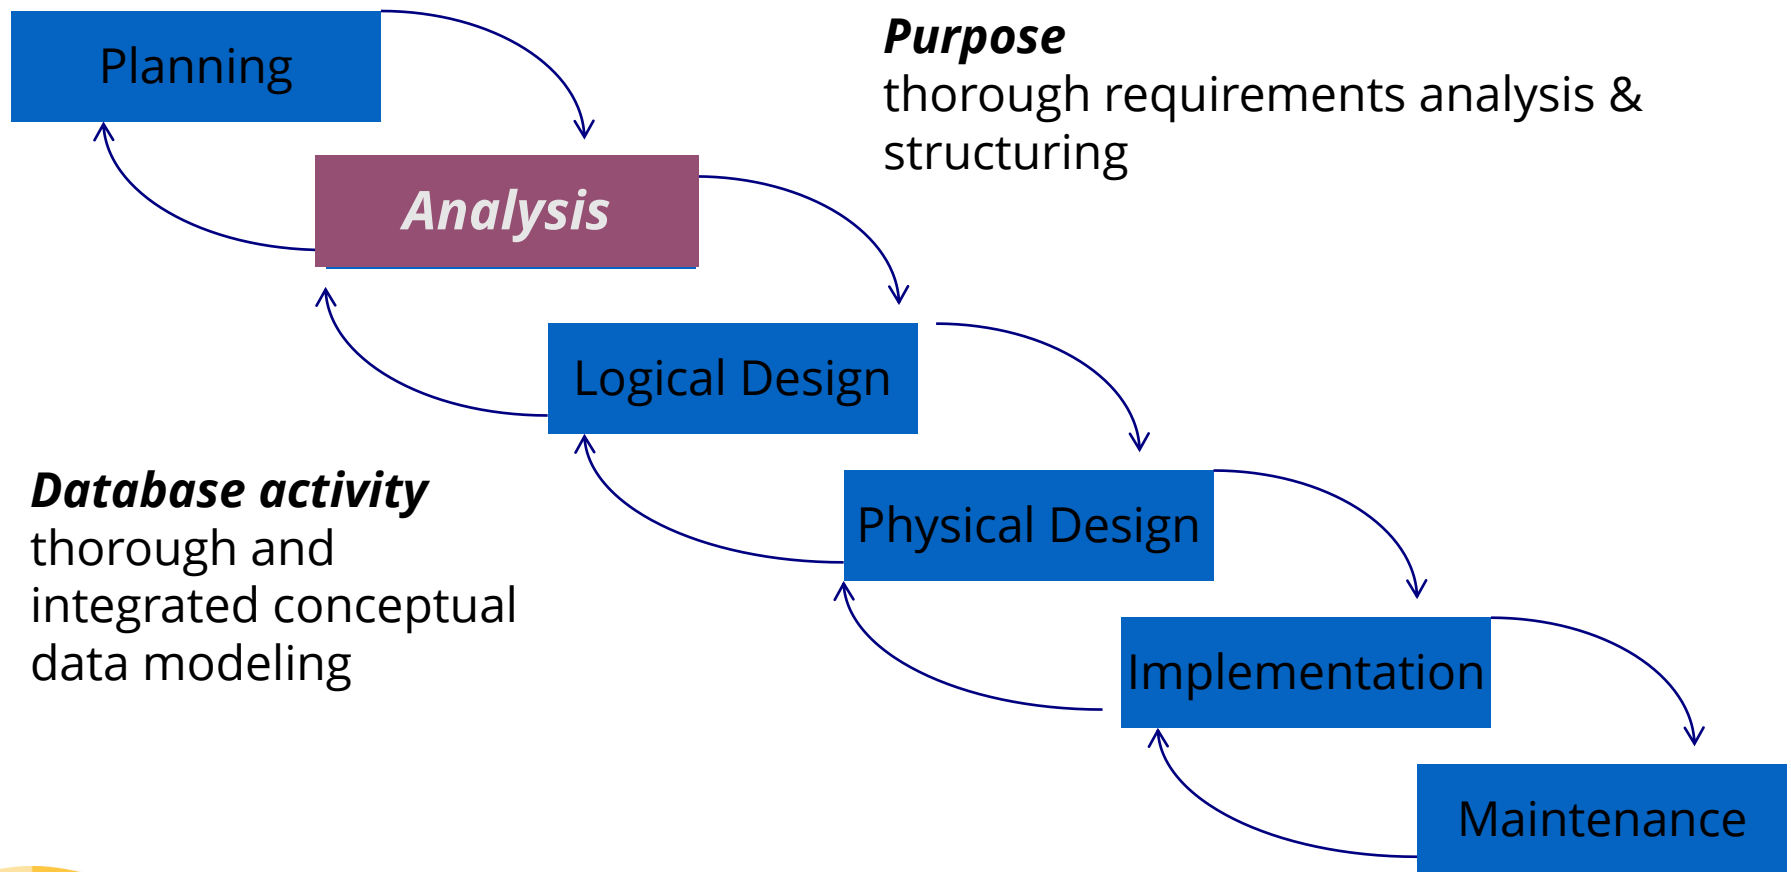 Planning
Purpose
thorough requirements analysis &
structuring
Analysis
Logical Design
Database activity
thorough and
integrated conceptual
data modeling
Physical Design
Implementation
Maintenance